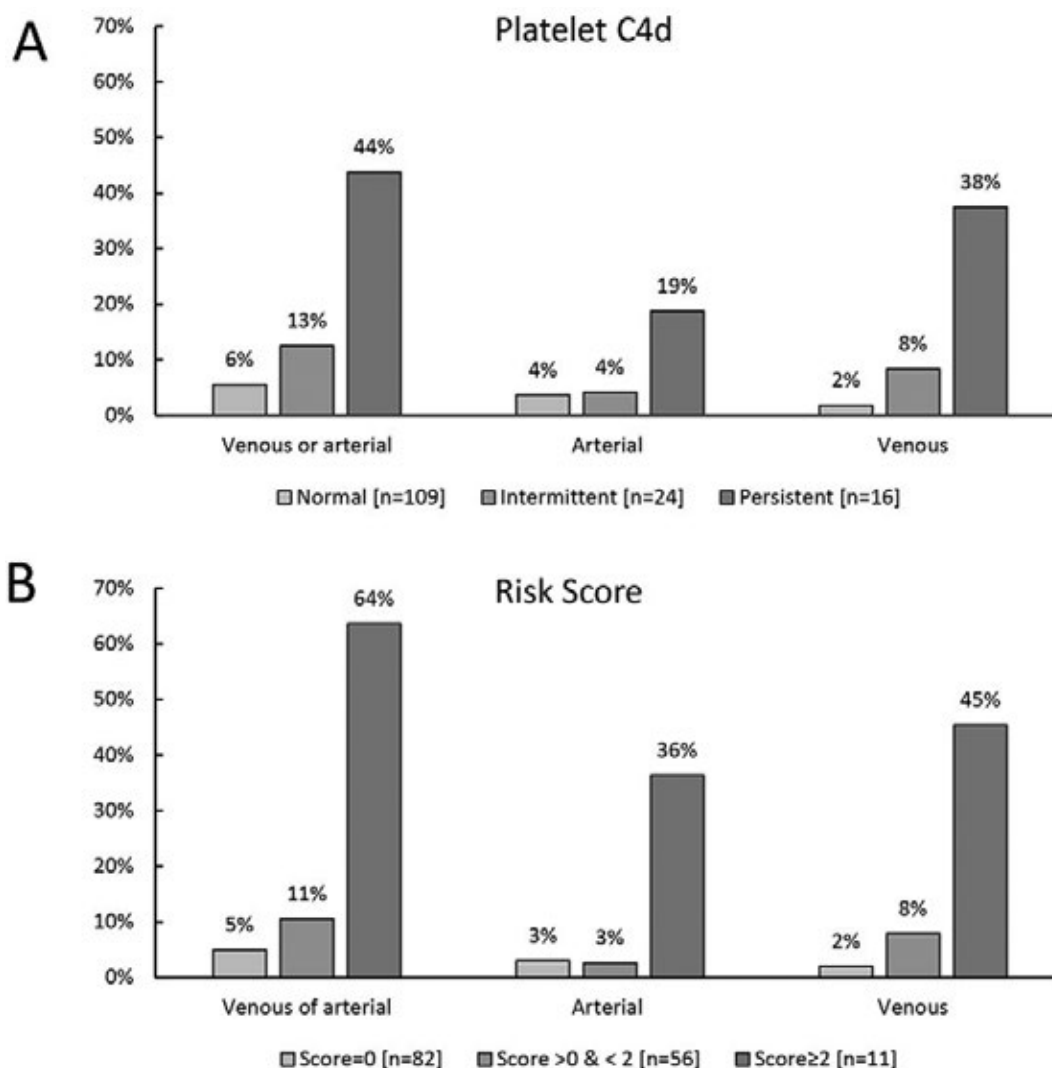 A
Platelet C4d
70%
60%
50%
40%
30%
20%
10%
0%
6%
13%
44%
4%
4%
19%
2%
8%
38%
Venous or arterial
Arterial
Venous
Normal [n=109]
Intermittent [n=24]
Persistent [n=16]
B
Risk Score
70%
60%
50%
40%
30%
20%
10%
0%
5%
11%
64%
3%
3%
36%
2%
8%
45%
Venous of arterial
Arterial
Venous
Score=0 [n=82]
Score >0 & < 2 [n=56]
Score≥2 [n=11]